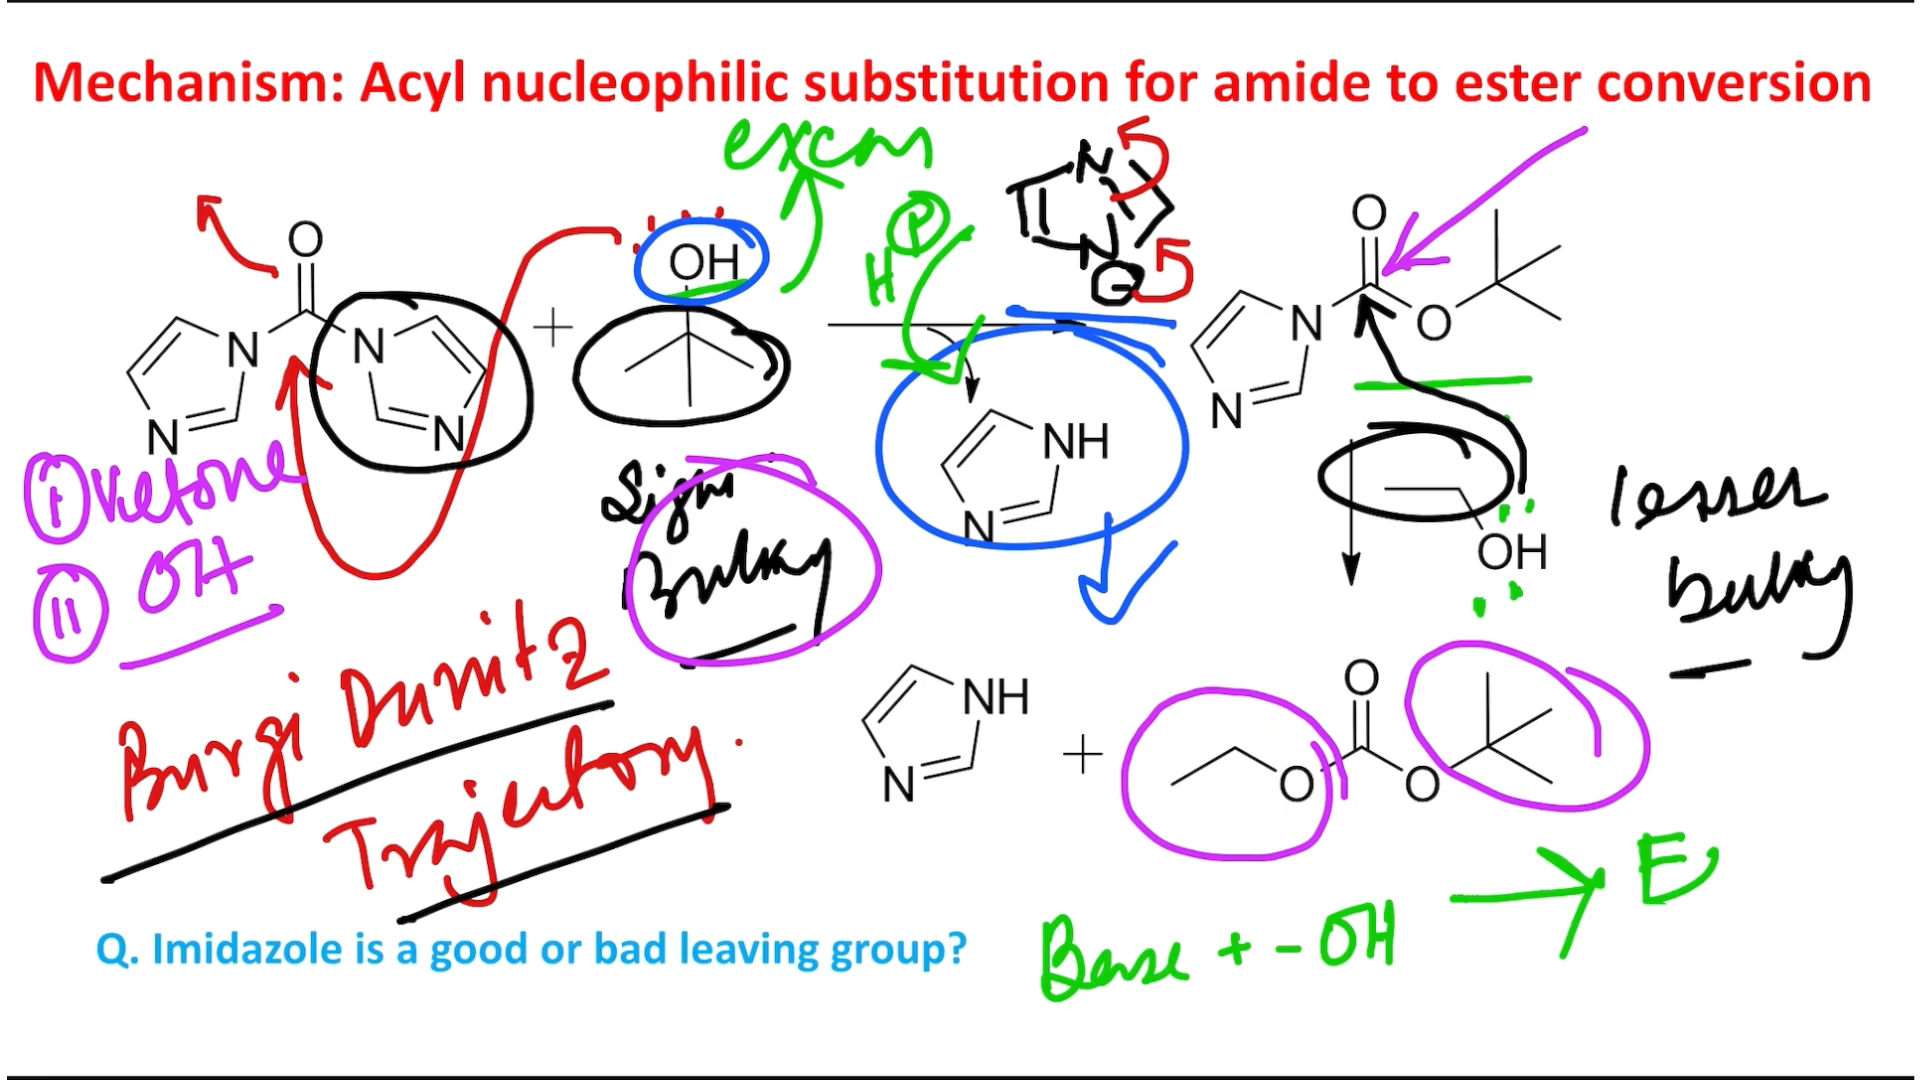 Mechanism: Acyl nucleophilic substitution for amide to ester conversion
excess
H
N
N
O
N
N
N
N
+
OH
NH
N
O
N
N
O
OH
I Ketone
II OH
Bulky
lesser
bulky
Burgi Dunitz
Trajectory.
NH
N
+
O
O
O
Q. Imidazole is a good or bad leaving group?
Base + - OH → E